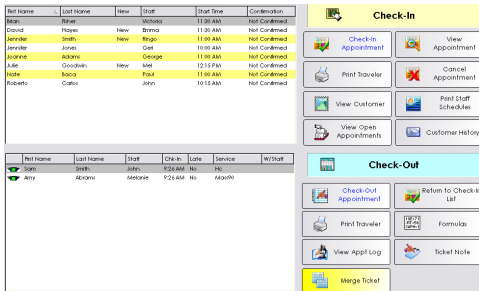 First Name Last Name New Staff Start Time Confirmation
Brian Fisher Victoria 11:30 AM Not Confirmed
David Hayes New Emma 11:30 AM Not Confirmed
Jennifer Smith New Ringo 11:00 AM Not Confirmed
Jennifer Jones Geri 10:00 AM Not Confirmed
Joanne Adams George 11:00 AM Not Confirmed
Julie Goodwin New Mel 12:15 PM Not Confirmed
Nate Baca Paul 11:00 AM Not Confirmed
Roberto Carlos John 10:15 AM Not Confirmed
Check-In
Check-In Appointment
View Appointment
Print Traveler
Cancel Appointment
View Customer
Print Staff Schedules
View Open Appointments
Customer History
First Name Last Name Staff Chk-In Late Service W/Staff
Sam Smith John 9:26 AM No Hc
Amy Abrams Melanie 9:26 AM No Mass90
Check-Out
Check-Out Appointment
Return to Check-In List
Print Traveler
Formulas
View Appt Log
Ticket Note
Merge Ticket